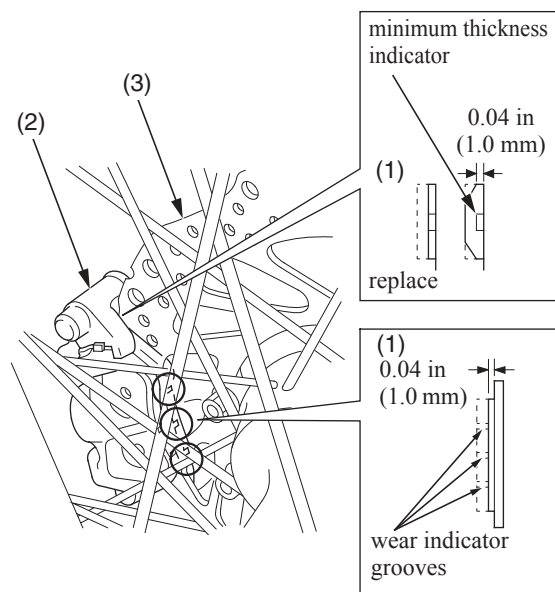 minimum thickness
indicator
(3)
0.04 in
(1.0 mm)
(2)
(1)
replace
(1)
0.04 in
(1.0 mm)
wear indicator
grooves